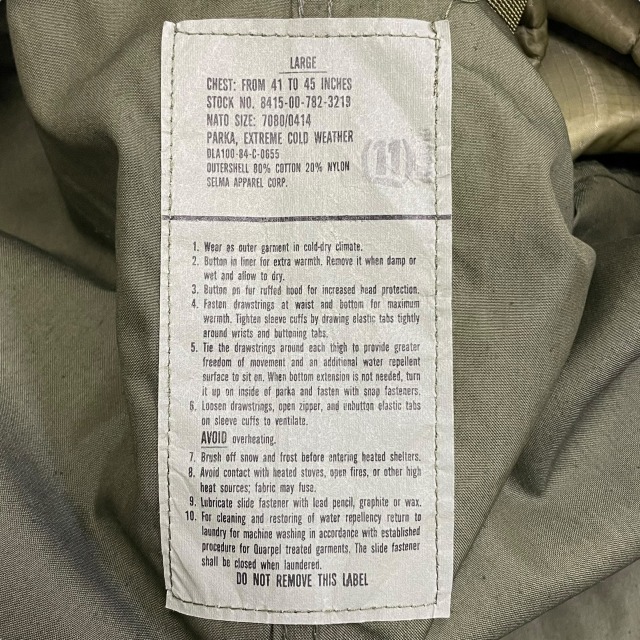 LARGE
CHEST: FROM 41 TO 45 INCHES
STOCK NO. 8415-00-782-3219
NATO SIZE: 7080/0414
PARKA, EXTREME COLD WEATHER
DLA100-84-C-0655
OUTERSHELL 80% COTTON 20% NYLON
SELMA APPAREL CORP.
11
1. Wear as outer garment in cold-dry climate.
2. Button in liner for extra warmth. Remove it when damp or
wet and allow to dry.
3. Button on fur ruffed hood for increased head protection.
4. Fasten drawstrings at waist and bottom for maximum
warmth. Tighten sleeve cuffs by drawing elastic tabs tightly
around wrists and buttoning tabs.
5. Tie the drawstrings around each thigh to provide greater
freedom of movement and an additional water repellent
surface to sit on. When bottom extension is not needed, turn
it up on inside of parka and fasten with snap fasteners.
6. Loosen drawstrings, open zipper, and unbutton elastic tabs
on sleeve cuffs to ventilate.
AVOID overheating.
7. Brush off snow and frost before entering heated shelters.
8. Avoid contact with heated stoves, open fires, or other high
heat sources; fabric may fuse.
9. Lubricate slide fastener with lead pencil, graphite or wax.
10. For cleaning and restoring of water repellency return to
laundry for machine washing in accordance with established
procedure for Quarpel treated garments. The slide fastener
shall be closed when laundered.
DO NOT REMOVE THIS LABEL